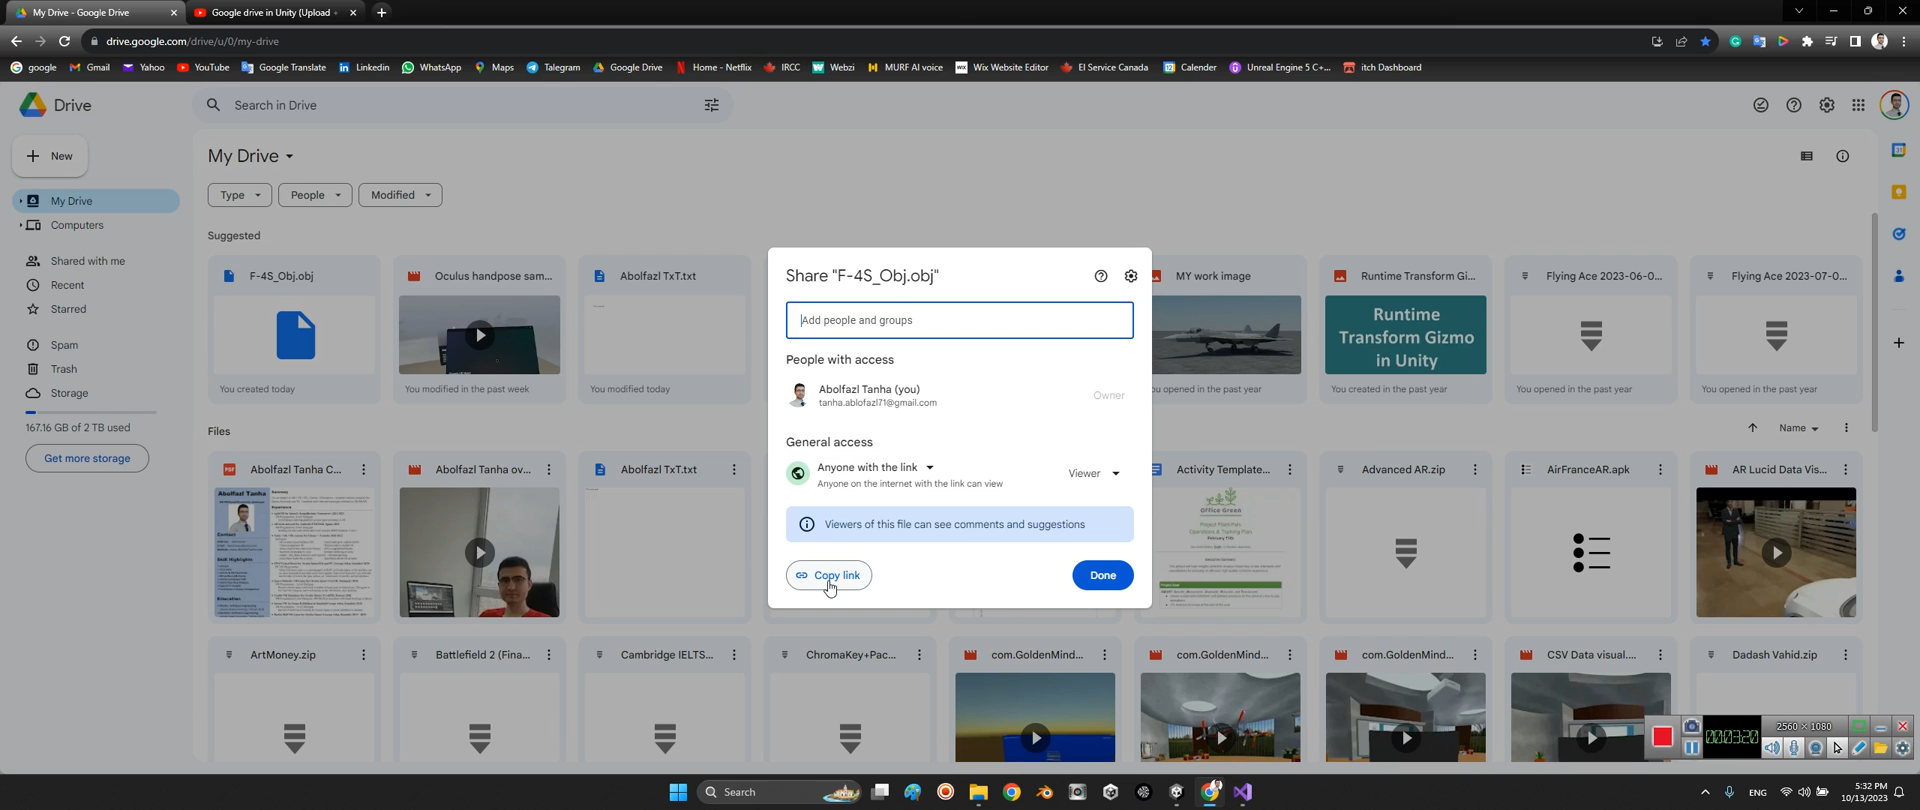 My Drive - Google Drive
Google drive in Unity (Upload +
drive.google.com/drive/u/0/my-drive
google
Gmail
Yahoo
YouTube
Google Translate
Linkedin
WhatsApp
Maps
Telagram
Google Drive
Home - Netflix
IRCC
Webzi
MURF AI voice
Wix Website Editor
EI Service Canada
Calender
Unreal Engine 5 C+...
itch Dashboard
Drive
Search in Drive
New
My Drive
Type
People
Modified
My Drive
Computers
Shared with me
Recent
Starred
Spam
Trash
Storage
167.16 GB of 2 TB used
Get more storage
Suggested
F-4S_Obj.obj
You created today
Oculus handpose sam...
You modified in the past week
Abolfazl TxT.txt
You modified today
MY work image
ou opened in the past year
Runtime Transform Gi...
Runtime
Transform Gizmo
in Unity
You created in the past year
Flying Ace 2023-06-0...
You opened in the past year
Flying Ace 2023-07-0...
You opened in the past year
Share "F-4S_Obj.obj"
Add people and groups
People with access
Abolfazl Tanha (you)
tanha.ablofazl71@gmail.com
Owner
General access
Anyone with the link
Anyone on the internet with the link can view
Viewer
Viewers of this file can see comments and suggestions
Copy link
Done
Files
Name
Abolfazl Tanha C...
Abolfazl Tanha
Abolfazl Tanha ov...
Abolfazl TxT.txt
Activity Template...
Office Green
Advanced AR.zip
AirFranceAR.apk
AR Lucid Data Vis...
ArtMoney.zip
Battlefield 2 (Fina...
Cambridge IELTS...
ChromaKey+Pac...
com.GoldenMind...
com.GoldenMind...
com.GoldenMind...
CSV Data visual....
Dadash Vahid.zip
2560 × 1080
00:03:20
Search
ENG
5:32 PM
10/13/2023